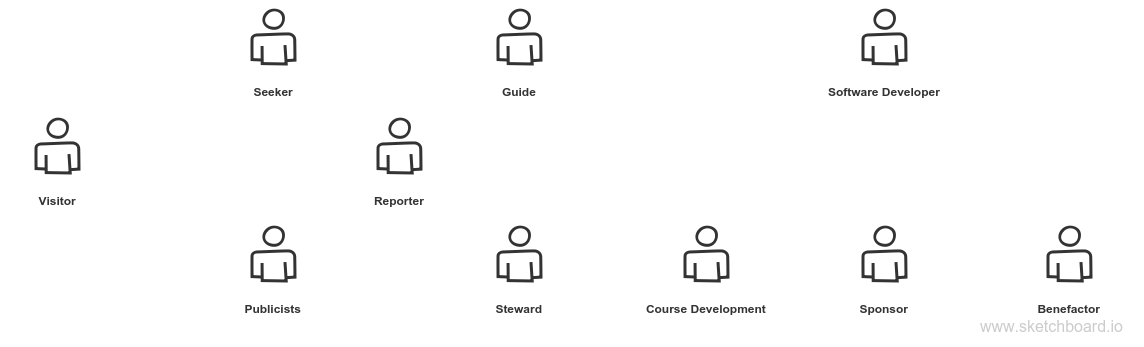 Seeker
Guide
Software Developer
Visitor
Reporter
Publicists
Steward
Course Development
Sponsor
Benefactor
www.sketchboard.io